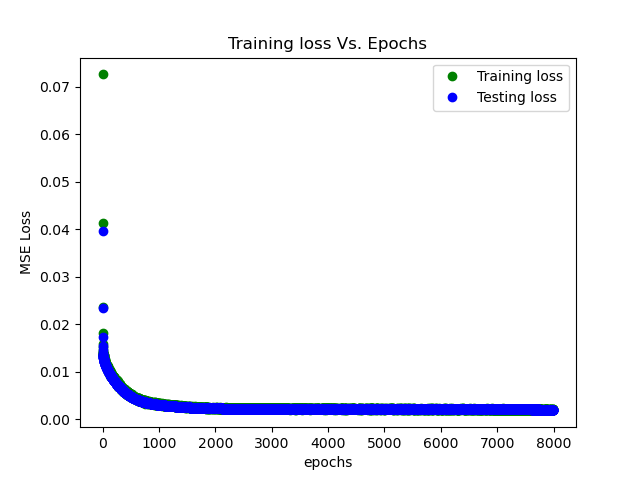 Training loss Vs. Epochs
Training loss
Testing loss
MSE Loss
0.07
0.06
0.05
0.04
0.03
0.02
0.01
0.00
0 1000 2000 3000 4000 5000 6000 7000 8000
epochs